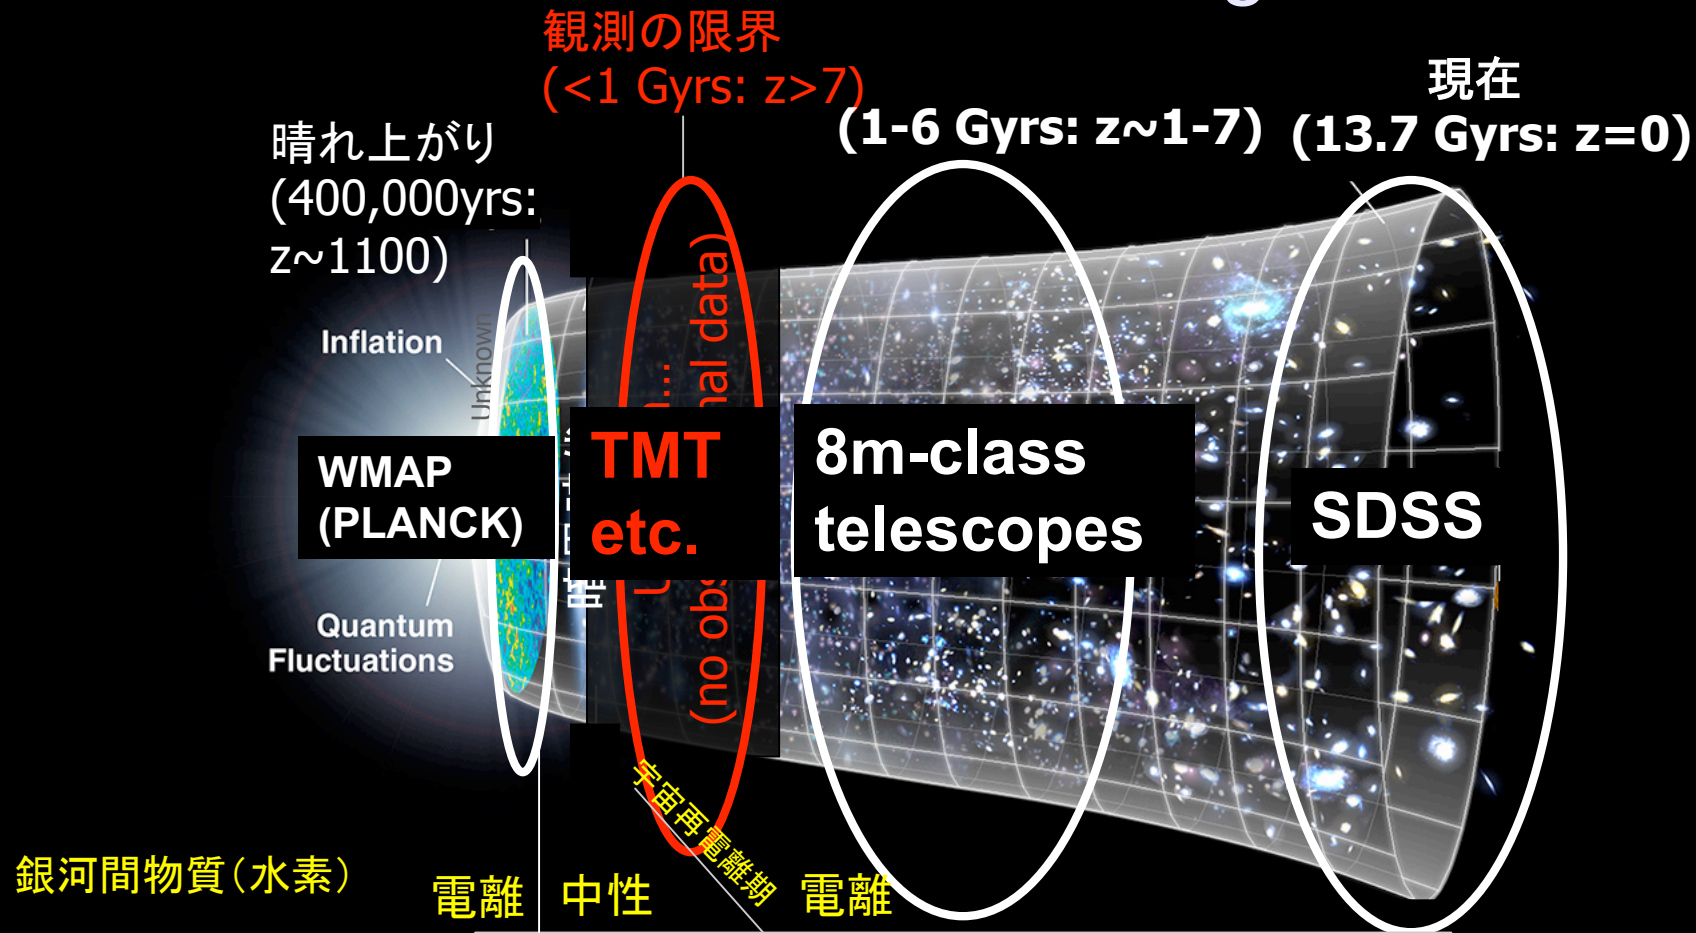 観測の限界
(<1 Gyrs: z>7)
現在
(1-6 Gyrs: z~1-7)
(13.7 Gyrs: z=0)
晴れ上がり
(400,000yrs:
z~1100)
Inflation
Unknown
WMAP
(PLANCK)
TMT
etc.
8m-class
telescopes
SDSS
(no obs
nal data)
Quantum
Fluctuations
宇宙再電離期
銀河間物質(水素)
電離
中性
電離